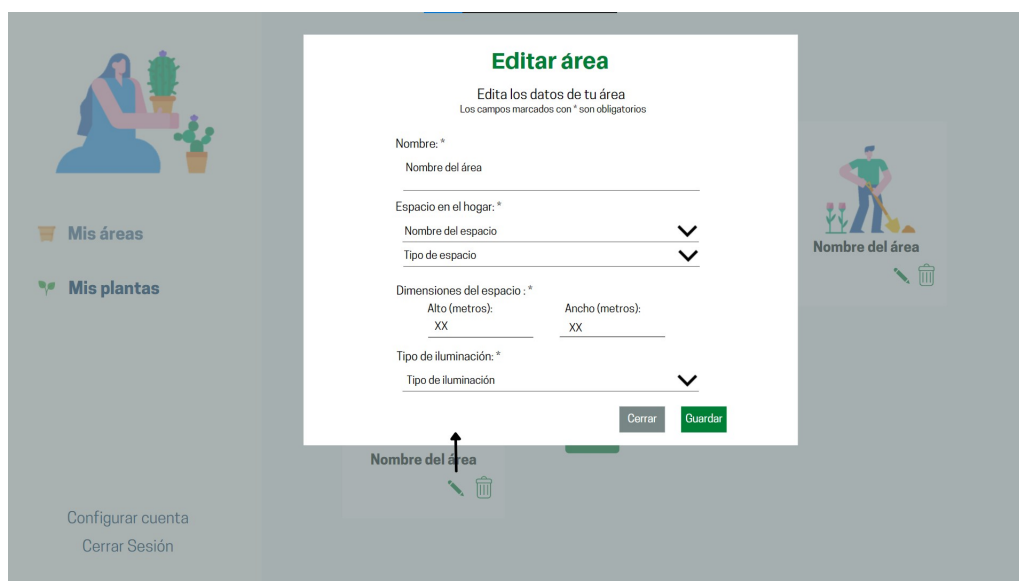 Editar área
Edita los datos de tu área
Los campos marcados con * son obligatorios
Nombre: *
Nombre del área
Espacio en el hogar: *
Nombre del espacio
Tipo de espacio
Dimensiones del espacio : *
Alto (metros): Ancho (metros):
XX XX
Tipo de iluminación: *
Tipo de iluminación
Cerrar Guardar
Mis áreas
Mis plantas
Configurar cuenta
Cerrar Sesión
Nombre del área
Nombre del área